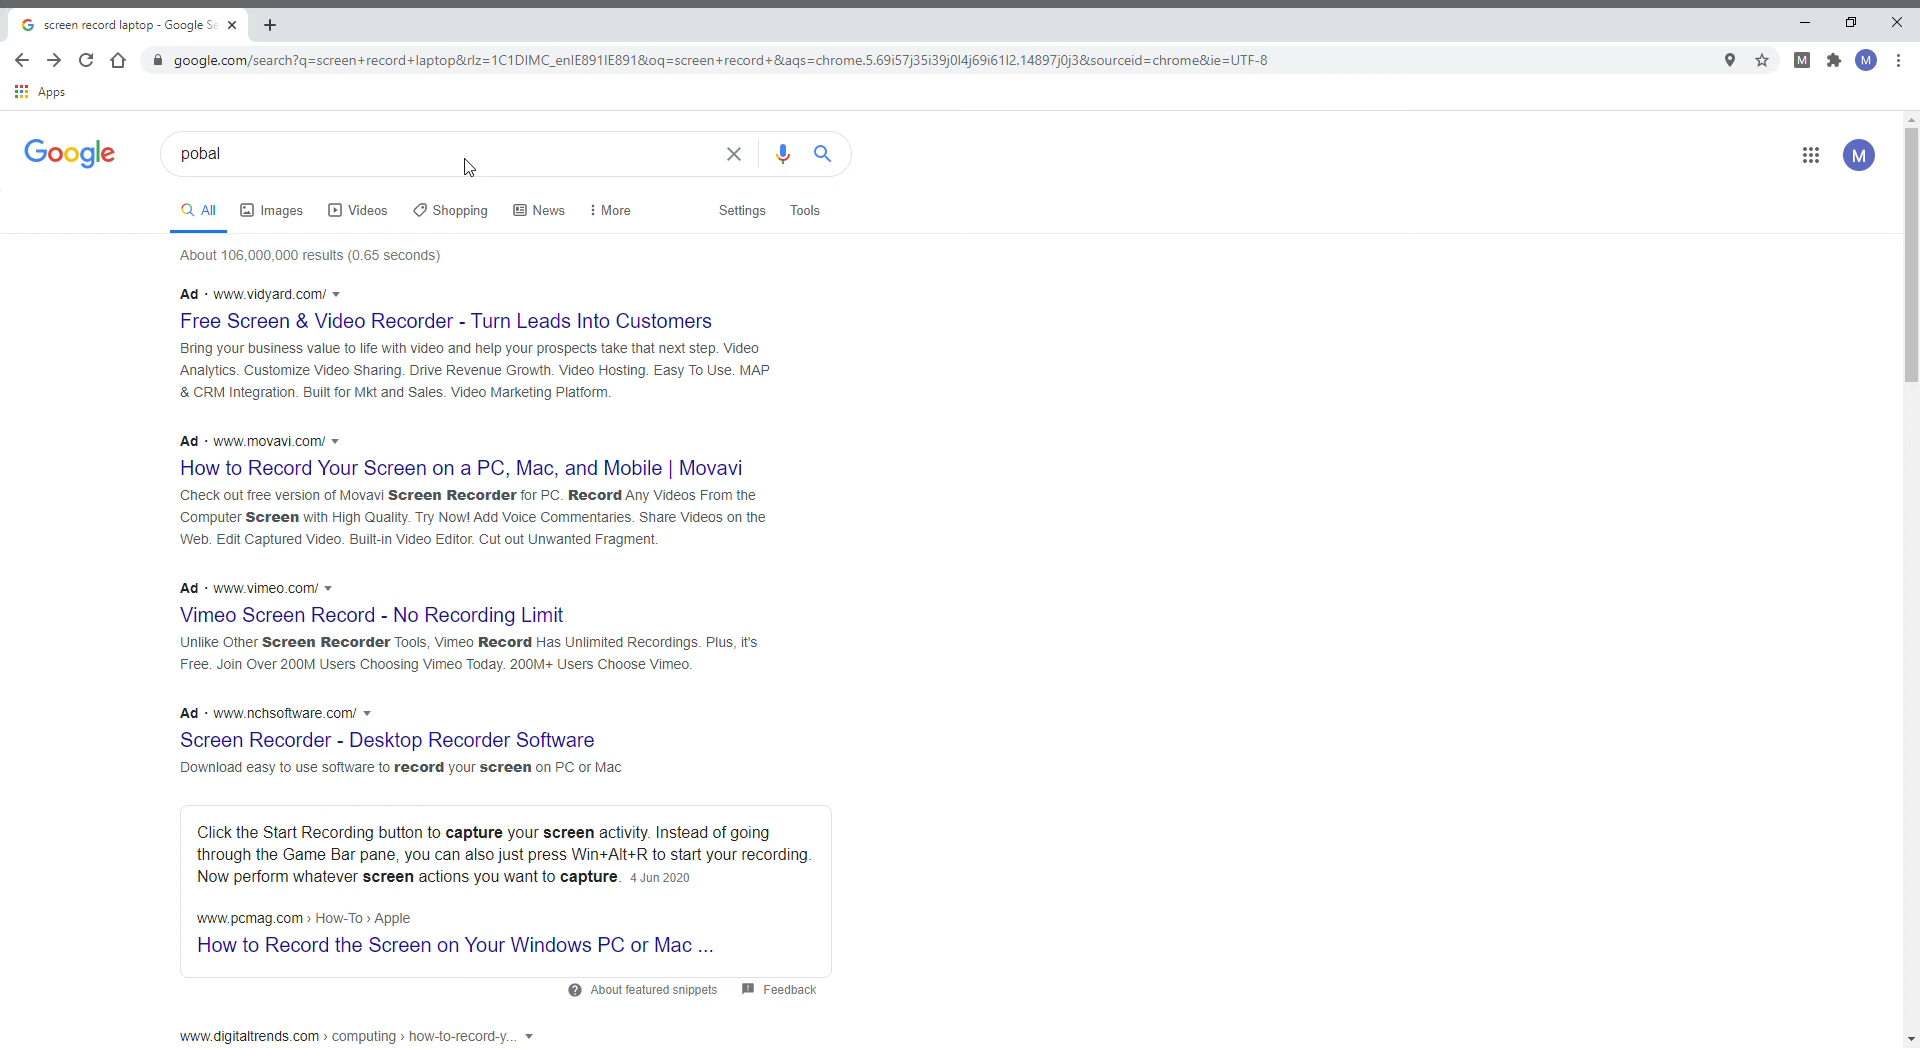 screen record laptop - Google Se
google.com/search?q=screen+record+laptop&rlz=1C1DIMC_enIE891IE891&oq=screen+record+&aqs=chrome.5.69i57j35i39j0l4j69i61l2.14897j0j3&sourceid=chrome&ie=UTF-8
M
M
Apps
Google
pobal
M
All
Images
Videos
Shopping
News
More
Settings
Tools
About 106,000,000 results (0.65 seconds)
Ad · www.vidyard.com/
Free Screen & Video Recorder - Turn Leads Into Customers
Bring your business value to life with video and help your prospects take that next step. Video
Analytics. Customize Video Sharing. Drive Revenue Growth. Video Hosting. Easy To Use. MAP
& CRM Integration. Built for Mkt and Sales. Video Marketing Platform.
Ad · www.movavi.com/
How to Record Your Screen on a PC, Mac, and Mobile | Movavi
Check out free version of Movavi Screen Recorder for PC. Record Any Videos From the
Computer Screen with High Quality. Try Now! Add Voice Commentaries. Share Videos on the
Web. Edit Captured Video. Built-in Video Editor. Cut out Unwanted Fragment.
Ad · www.vimeo.com/
Vimeo Screen Record - No Recording Limit
Unlike Other Screen Recorder Tools, Vimeo Record Has Unlimited Recordings. Plus, it's
Free. Join Over 200M Users Choosing Vimeo Today. 200M+ Users Choose Vimeo.
Ad · www.nchsoftware.com/
Screen Recorder - Desktop Recorder Software
Download easy to use software to record your screen on PC or Mac
Click the Start Recording button to capture your screen activity. Instead of going
through the Game Bar pane, you can also just press Win+Alt+R to start your recording.
Now perform whatever screen actions you want to capture. 4 Jun 2020
www.pcmag.com › How-To › Apple
How to Record the Screen on Your Windows PC or Mac ...
About featured snippets
Feedback
www.digitaltrends.com › computing › how-to-record-y...